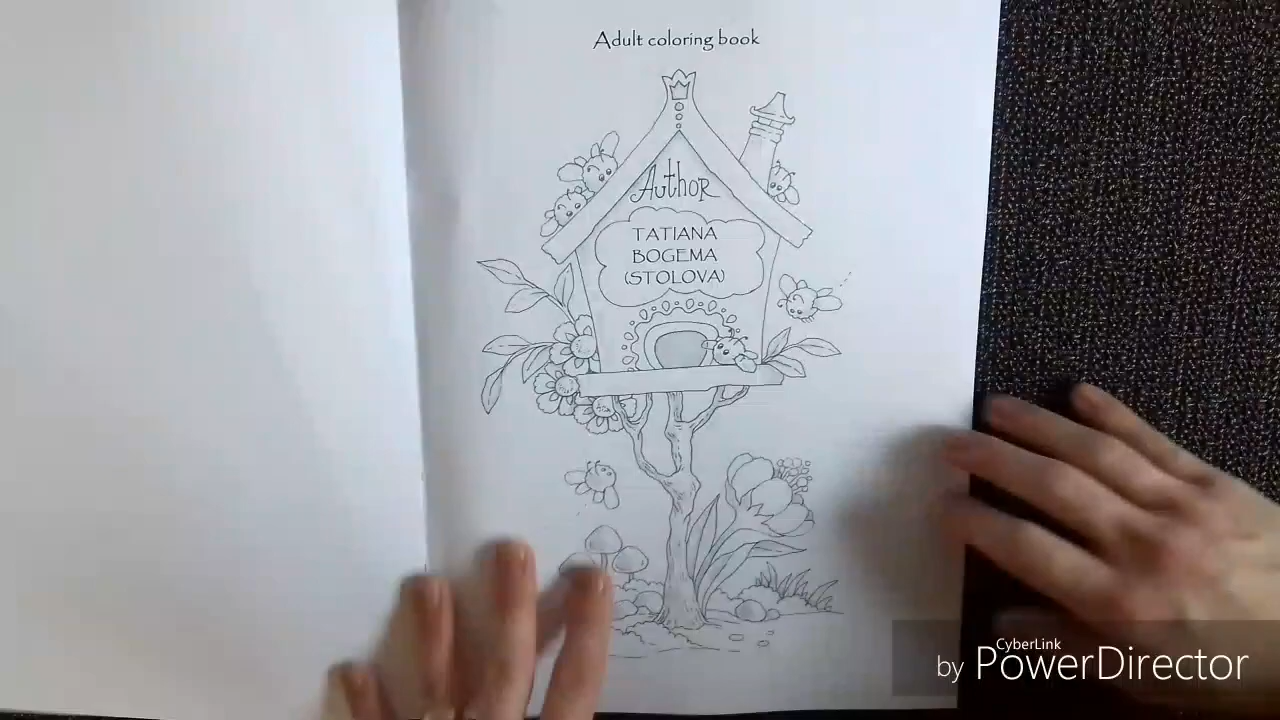 Adult coloring book
Author
TATIANA
BOGEMA
(STOLOVA)
CyberLink
by PowerDirector